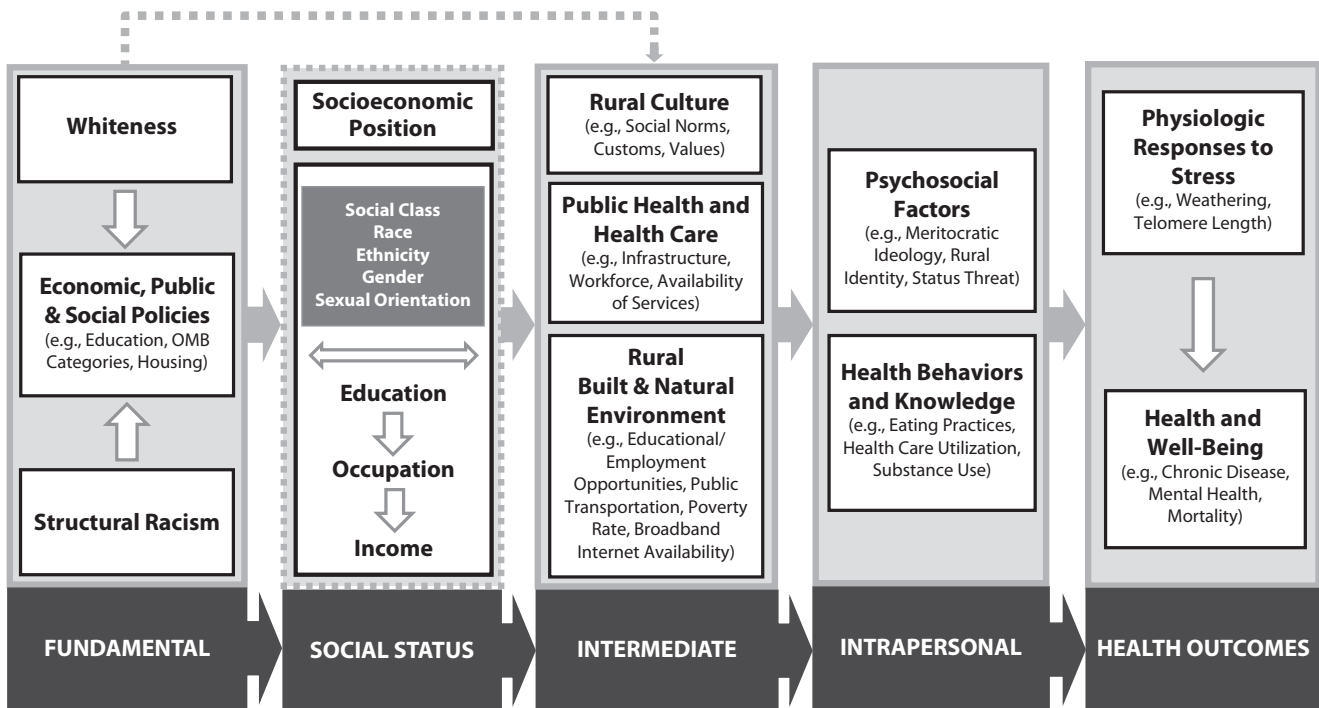 Whiteness
Economic, Public
& Social Policies
(e.g., Education, OMB
Categories, Housing)
Structural Racism
FUNDAMENTAL
Socioeconomic
Position
Social Class
Race
Ethnicity
Gender
Sexual Orientation
Education
Occupation
Income
SOCIAL STATUS
Rural Culture
(e.g., Social Norms,
Customs, Values)
Public Health and
Health Care
(e.g., Infrastructure,
Workforce, Availability
of Services)
Rural
Built & Natural
Environment
(e.g., Educational/
Employment
Opportunities, Public
Transportation, Poverty
Rate, Broadband
Internet Availability)
INTERMEDIATE
Psychosocial
Factors
(e.g., Meritocratic
Ideology, Rural
Identity, Status Threat)
Health Behaviors
and Knowledge
(e.g., Eating Practices,
Health Care Utilization,
Substance Use)
INTRAPERSONAL
Physiologic
Responses to
Stress
(e.g., Weathering,
Telomere Length)
Health and
Well-Being
(e.g., Chronic Disease,
Mental Health,
Mortality)
HEALTH OUTCOMES